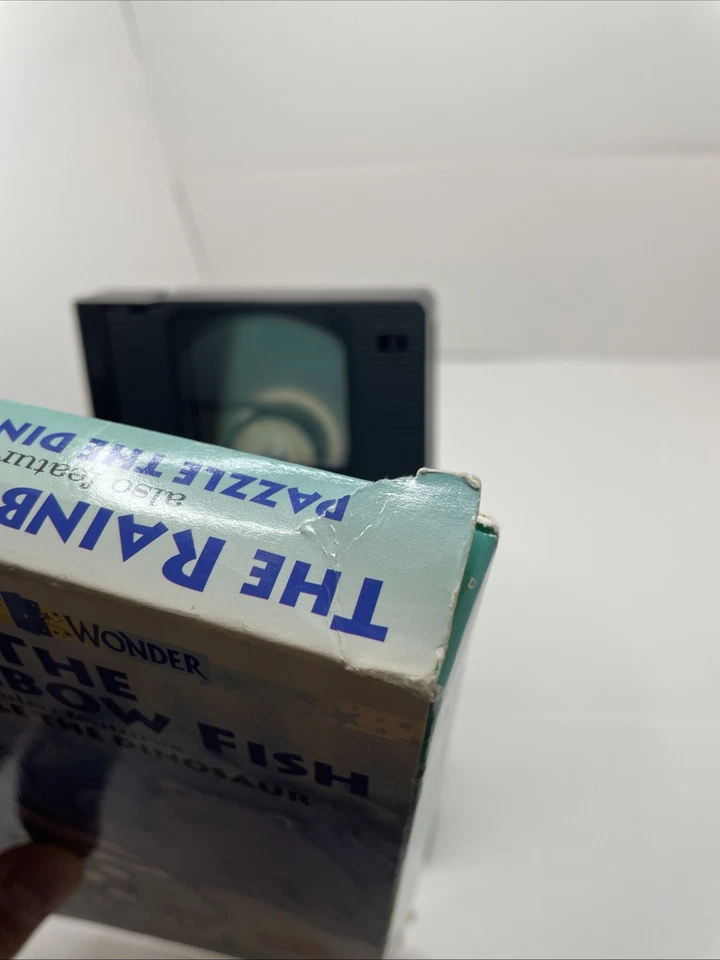 THE RAINB
also featur
PAZZLE THE DIN
WONDER
THE
BOW FISH
THE DINOSAUR